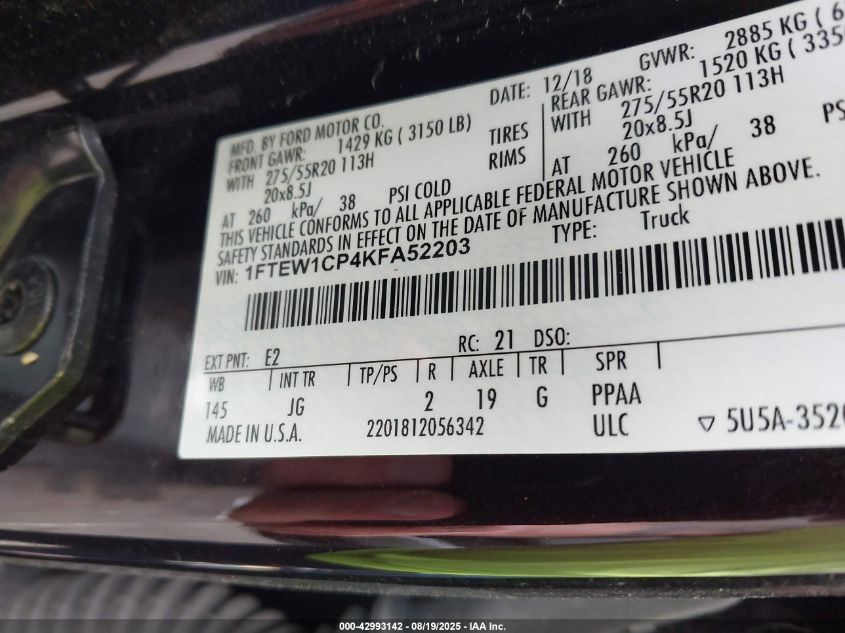 MFD. BY FORD MOTOR CO. DATE: 12/18 GVWR: 2885 KG (
FRONT GAWR: 1429 KG ( 3150 LB) REAR GAWR: 1520 KG (
WITH 275/55R20 113H TIRES WITH 275/55R20 113H
20x8.5J RIMS 20x8.5J
AT 260 kPa/ 38 PSI COLD AT 260 kPa/ 38
THIS VEHICLE CONFORMS TO ALL APPLICABLE FEDERAL MOTOR VEHICLE
SAFETY STANDARDS IN EFFECT ON THE DATE OF MANUFACTURE SHOWN ABOVE.
VIN: 1FTEW1CP4KFA52203 TYPE: Truck
EXT PNT: E2 RC: 21 DSO:
WB INT TR TP/PS R AXLE TR SPR
145 JG 2 19 G PPAA
MADE IN U.S.A. 2201812056342 ULC ▽ 5U5A-3520
000-42993142 - 08/19/2025 - IAA Inc.